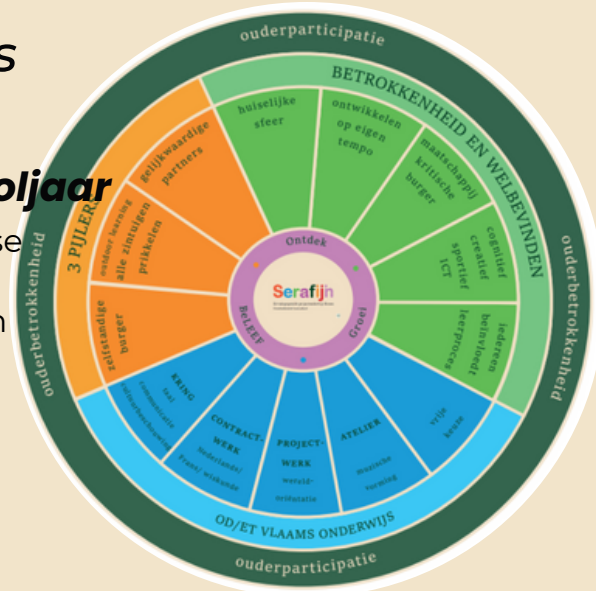 s
oljaar
se
n
ouderparticipatie
BETROKKENHEID EN WELBEVINDEN
huiselijke
sfeer
ontwikkelen
op eigen
tempo
maatschappij
kritische
burger
cognitief
creatief
sportief
ICT
iedereen
beïnvloedt
leerproces
ouderbetrokkenheid
3 PIJLERS
gelijkwaardige
partners
outdoor learning
alle zintuigen
prikkelen
zelfstandige
burger
ouderbetrokkenheid
Ontdek
Groei
BeLEEF
Serafijn
KRING
taal
communicatie
cultuurbeschouwing
CONTRACT-
WERK
Nederlands/
Frans/ wiskunde
PROJECT-
WERK
wereld-
oriëntatie
ATELIER
muzische
vorming
vrije
keuze
OD/ET VLAAMS ONDERWIJS
ouderparticipatie